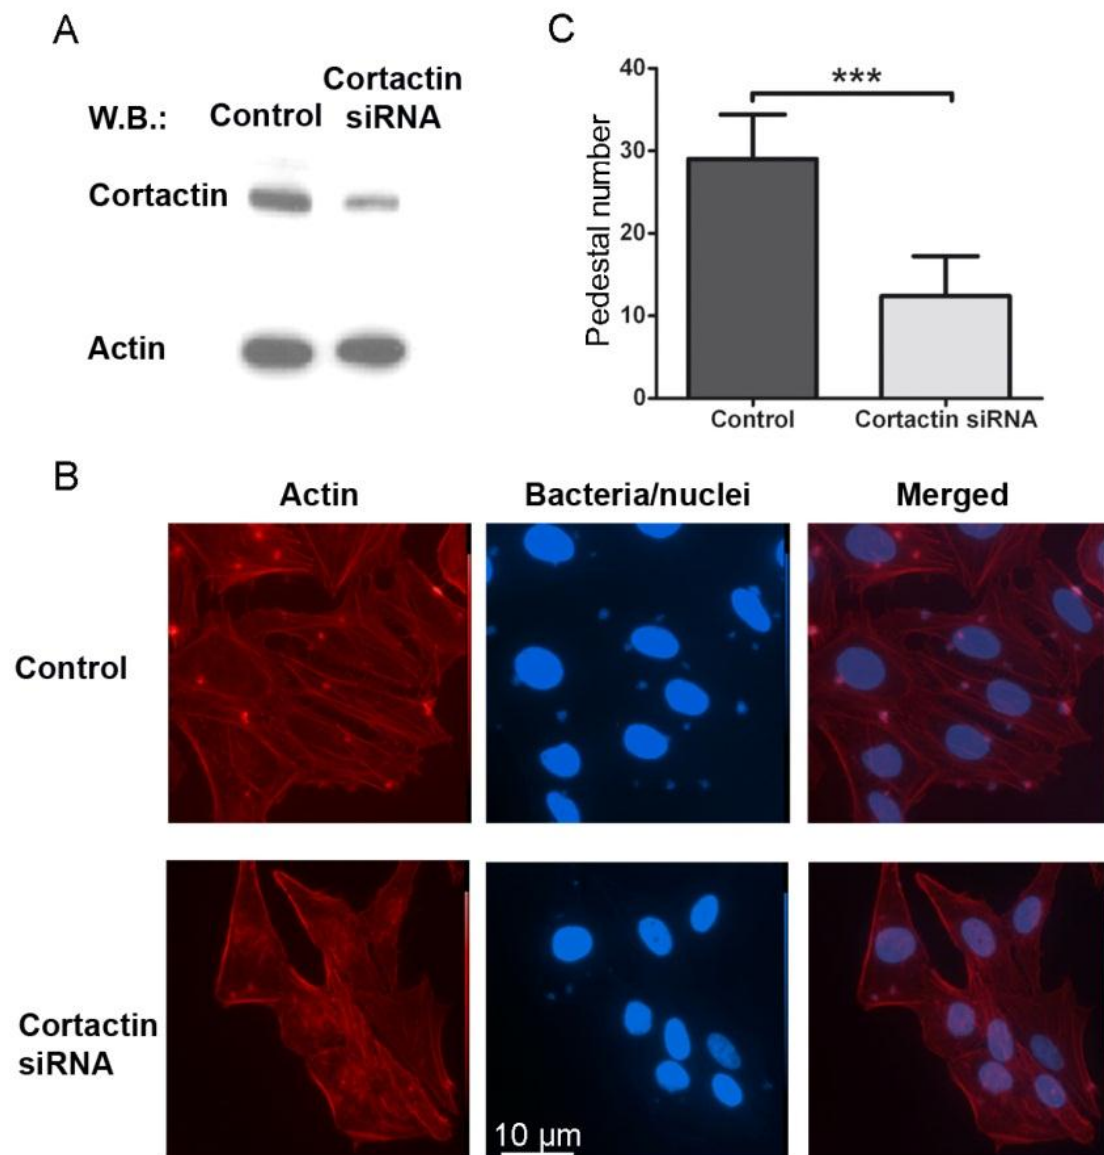 A
W.B.:
Control
Cortactin
siRNA
Cortactin
Actin
C
Pedestal number
40
30
20
10
0
***
Control
Cortactin siRNA
B
Actin
Bacteria/nuclei
Merged
Control
Cortactin
siRNA
10 µm